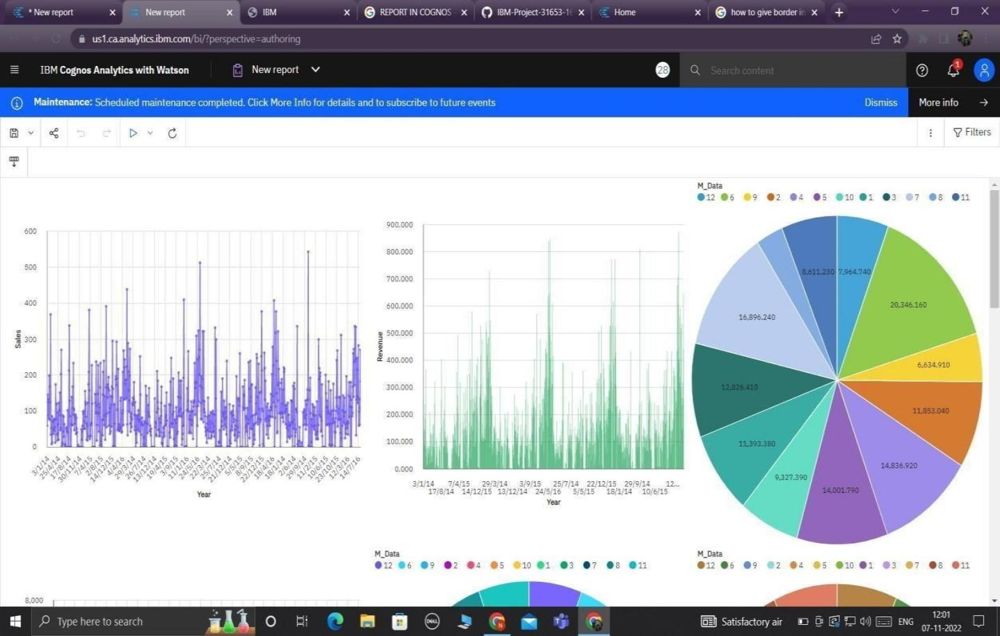 * New report
New report
IBM
REPORT IN COGNOS
IBM-Project-31653-16
Home
how to give border in
us1.ca.analytics.ibm.com/bi/?perspective=authoring
IBM Cognos Analytics with Watson
New report
28
Search content
1
Maintenance: Scheduled maintenance completed. Click More Info for details and to subscribe to future events
Dismiss
More info
Filters
600
500
400
300
200
100
0
Sales
3/1/14
25/4/14
17/8/14
30/11/14
7/4/15
2/8/15
14/12/15
4/4/16
29/3/14
26/7/14
13/12/14
19/4/15
3/9/15
11/1/16
24/5/16
22/3/14
25/7/14
21/12/14
5/5/15
8/9/15
22/12/15
18/4/16
18/1/14
2/6/14
29/9/14
11/2/15
10/6/15
23/10/15
12/3/16
14/7/16
Year
900.000
800.000
700.000
600.000
500.000
400.000
300.000
200.000
100.000
0.000
Revenue
3/1/14 7/4/15 29/3/14 3/9/15 25/7/14 22/12/15 29/9/14 12...
17/8/14 14/12/15 13/12/14 24/5/16 5/5/15 18/1/14 10/6/15
Year
M_Data
12 6 9 2 4 5 10 1 3 7 8 11
8,611.230
7,964.740
20,346.160
16,896.240
6,634.910
12,826.410
11,853.040
11,393.380
14,836.920
9,327.390
14,001.790
M_Data
12 6 9 2 4 5 10 1 3 7 8 11
M_Data
12 6 9 2 4 5 10 1 3 7 8 11
8,000
Type here to search
DELL
N
Satisfactory air
ENG
12:01
07-11-2022